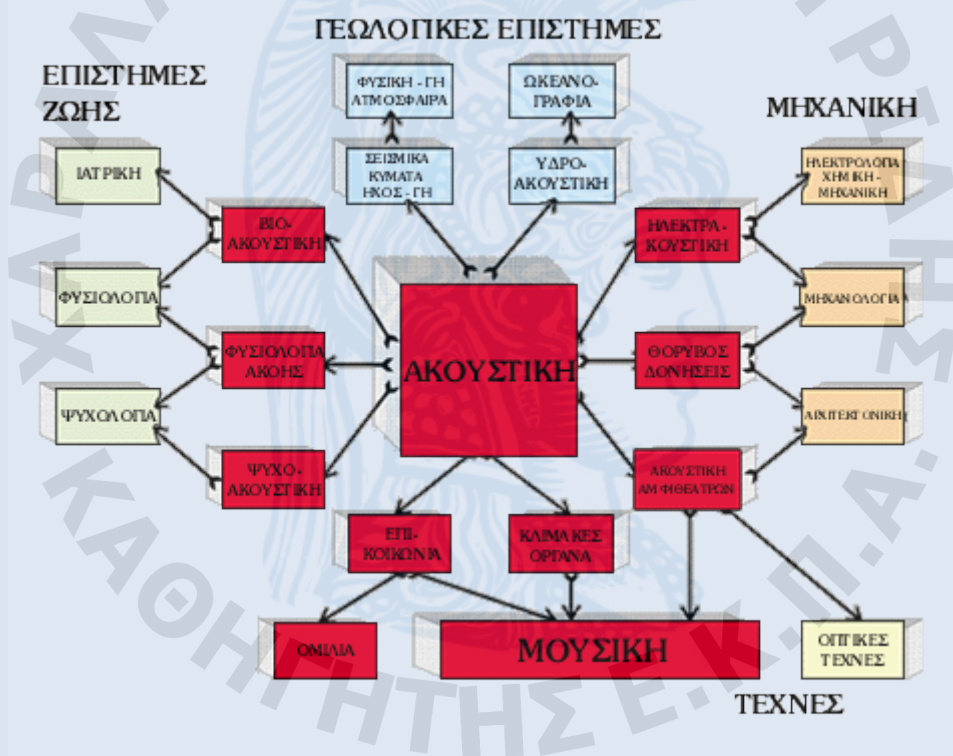 ΓΕΩΛΟΓΙΚΕΣ ΕΠΙΣΤΗΜΕΣ
ΕΠΙΣΤΗΜΕΣ
ΖΩΗΣ
ΜΗΧΑΝΙΚΗ
ΦΥΣΙΚΗ - ΓΗ
ΑΤΜΟΣΦΑΙΡΑ
ΩΚΕΑΝΟ-
ΓΡΑΦΙΑ
ΙΑΤΡΙΚΗ
ΣΕΙΣΜΙΚΑ
ΚΥΜΑΤΑ
ΗΧΟΣ - ΓΗ
ΥΔΡΟ-
ΑΚΟΥΣΤΙΚΗ
ΗΛΕΚΤΡΟΛΟΓΙΑ
ΧΗΜΙΚΗ -
ΜΗΧΑΝΙΚΗ
ΒΙΟ-
ΑΚΟΥΣΤΙΚΗ
ΗΛΕΚΤΡΑ-
ΚΟΥΣΤΙΚΗ
ΦΥΣΙΟΛΟΓΙΑ
ΜΗΧΑΝΟΛΟΓΙΑ
ΦΥΣΙΟΛΟΓΙΑ
ΑΚΟΗΣ
ΑΚΟΥΣΤΙΚΗ
ΘΟΡΥΒΟΣ
ΔΟΝΗΣΕΙΣ
ΨΥΧΟΛΟΓΙΑ
ΑΡΧΙΤΕΚΤΟΝΙΚΗ
ΨΥΧΟ-
ΑΚΟΥΣΤΙΚΗ
ΑΚΟΥΣΤΙΚΗ
ΑΜΦΙΘΕΑΤΡΩΝ
ΕΠΙ-
ΚΟΙΝΩΝΙΑ
ΚΛΙΜΑΚΕΣ
ΟΡΓΑΝΑ
ΟΜΙΛΙΑ
ΜΟΥΣΙΚΗ
ΟΠΤΙΚΕΣ
ΤΕΧΝΕΣ
ΤΕΧΝΕΣ
ΚΑΘΗΓΗΤΗΣ Ε.Κ.Π.Α.